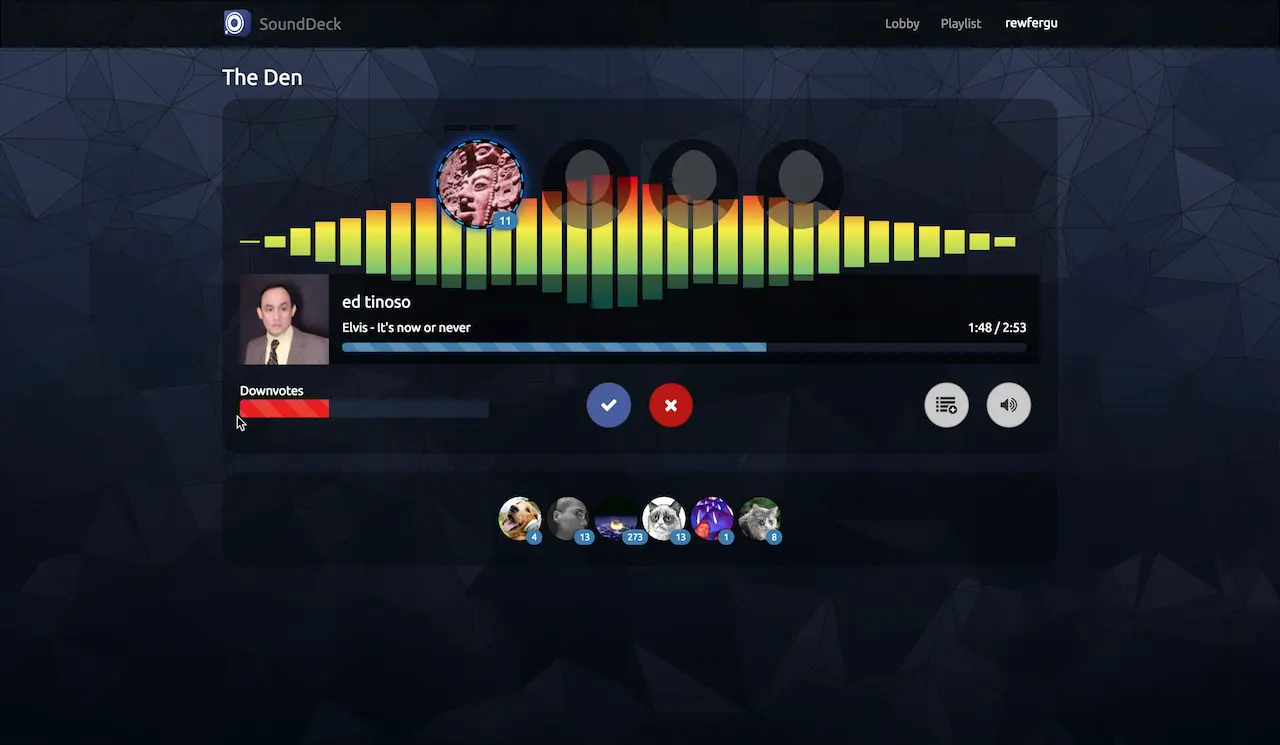 SoundDeck
Lobby Playlist rewfergu
The Den
11
ed tinoso
Elvis - It's now or never 1:48 / 2:53
Downvotes
4 13 273 13 1 8